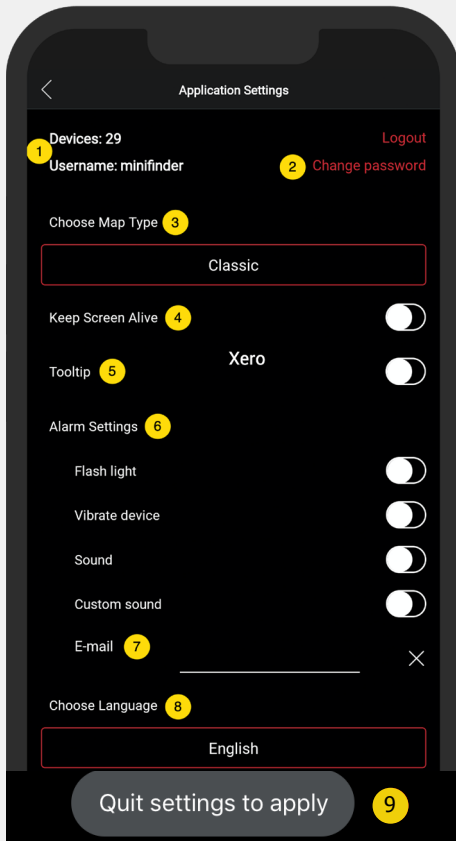 Application Settings
Devices: 29
Logout
1
Username: minifinder
2
Change password
Choose Map Type 3
Classic
Keep Screen Alive 4
Xero
Tooltip 5
Alarm Settings 6
Flash light
Vibrate device
Sound
Custom sound
E-mail 7
Choose Language 8
English
Quit settings to apply 9